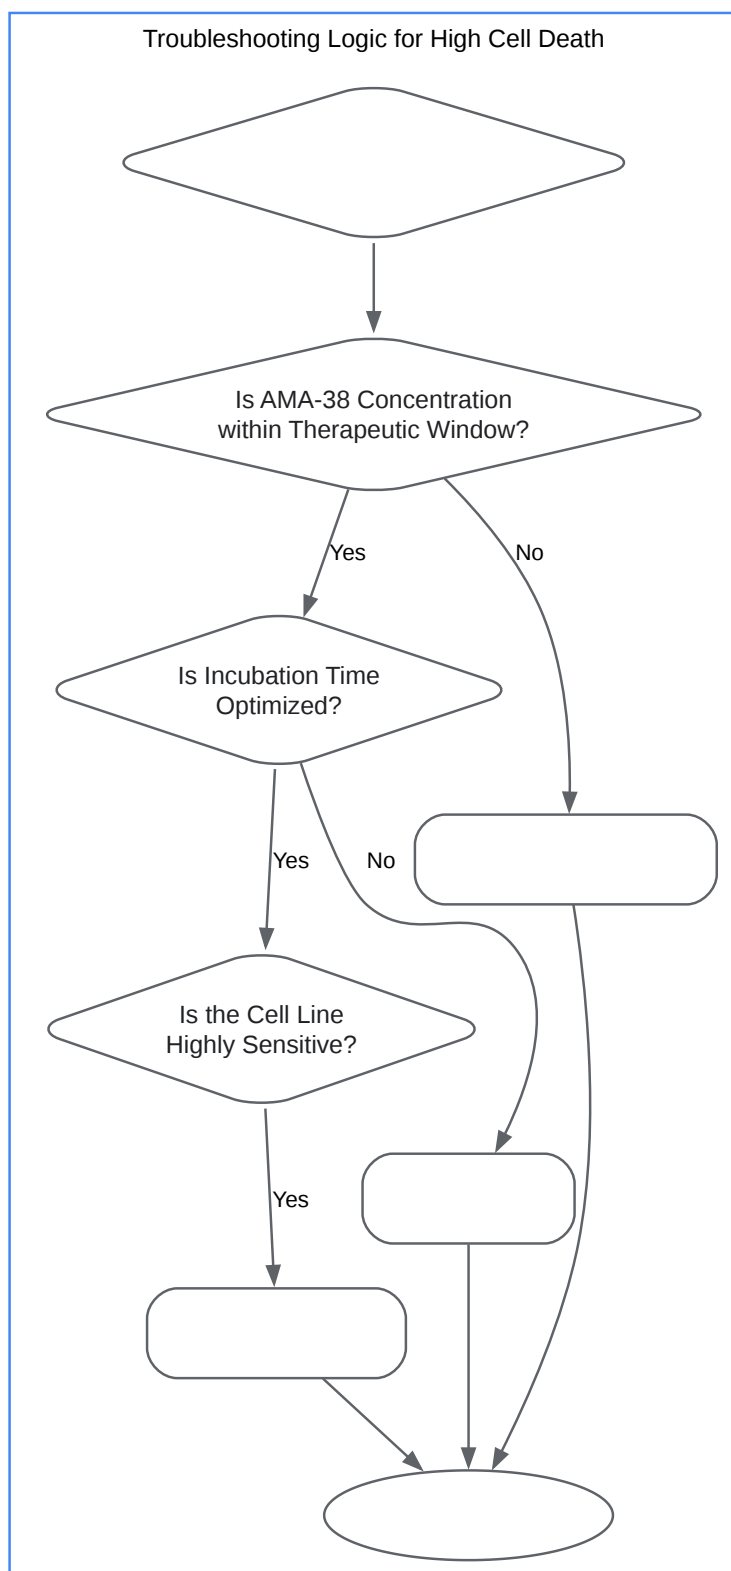 Troubleshooting Logic for High Cell Death
Is AMA-38 Concentration
within Therapeutic Window?
Yes
No
Is Incubation Time
Optimized?
Yes
No
Is the Cell Line
Highly Sensitive?
Yes